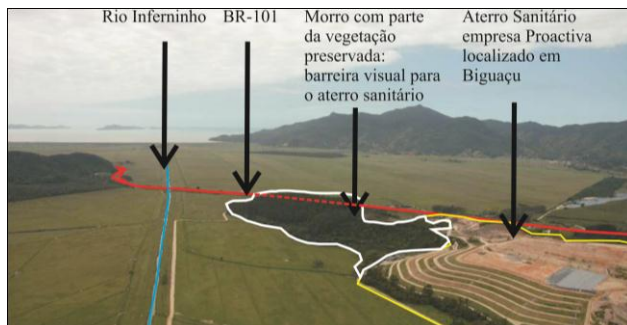 Rio Inferninho
BR-101
Morro com parte
da vegetação
preservada:
barreira visual para
o aterro sanitário
Aterro Sanitário
empresa Proactiva
localizado em
Biguaçu